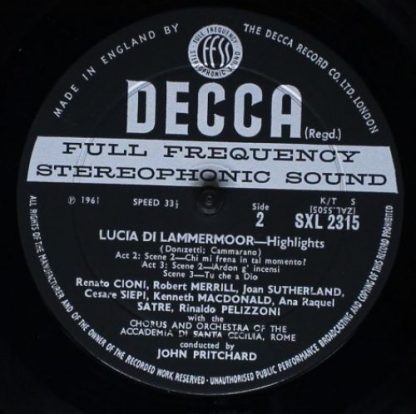 MADE IN ENGLAND BY
THE DECCA RECORD CO. LTD. LONDON
FULL FREQUENCY
ffss
STEREOPHONIC SOUND
DECCA
(Regd.)
FULL FREQUENCY
STEREOPHONIC SOUND
Ⓟ 1961
SPEED 33⅓
Side
2
K/T S
(ZAL.5505)
SXL 2315
LUCIA DI LAMMERMOOR—Highlights
(Donizetti; Cammarano)
Act 2: Scene 2—Chi mi frena in tal momento?
Act 3: Scene 2—Ardon g' incensi
Scene 3—Tu che a Dio
Renato CIONI, Robert MERRILL, Joan SUTHERLAND,
Cesare SIEPI, Kenneth MACDONALD, Ana Raquel
SATRE, Rinaldo PELIZZONI
with the
CHORUS AND ORCHESTRA OF THE
ACCADEMIA DI SANTA CECILIA, ROME
conducted by
JOHN PRITCHARD
ALL RIGHTS OF THE MANUFACTURER AND OF THE OWNER OF THE RECORDED WORK RESERVED · UNAUTHORISED PUBLIC PERFORMANCE BROADCASTING AND COPYING OF THIS RECORD PROHIBITED